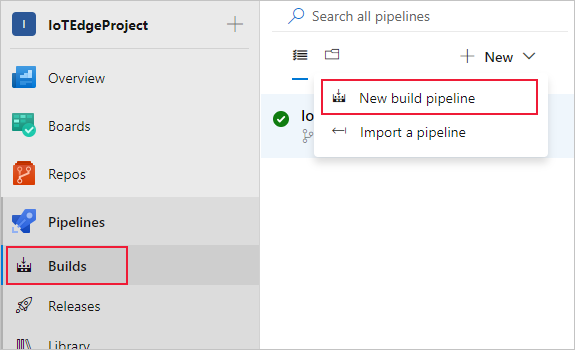 I IoTEdgeProject
Overview
Boards
Repos
Pipelines
Builds
Releases
Library
Search all pipelines
New
New build pipeline
Import a pipeline
Io